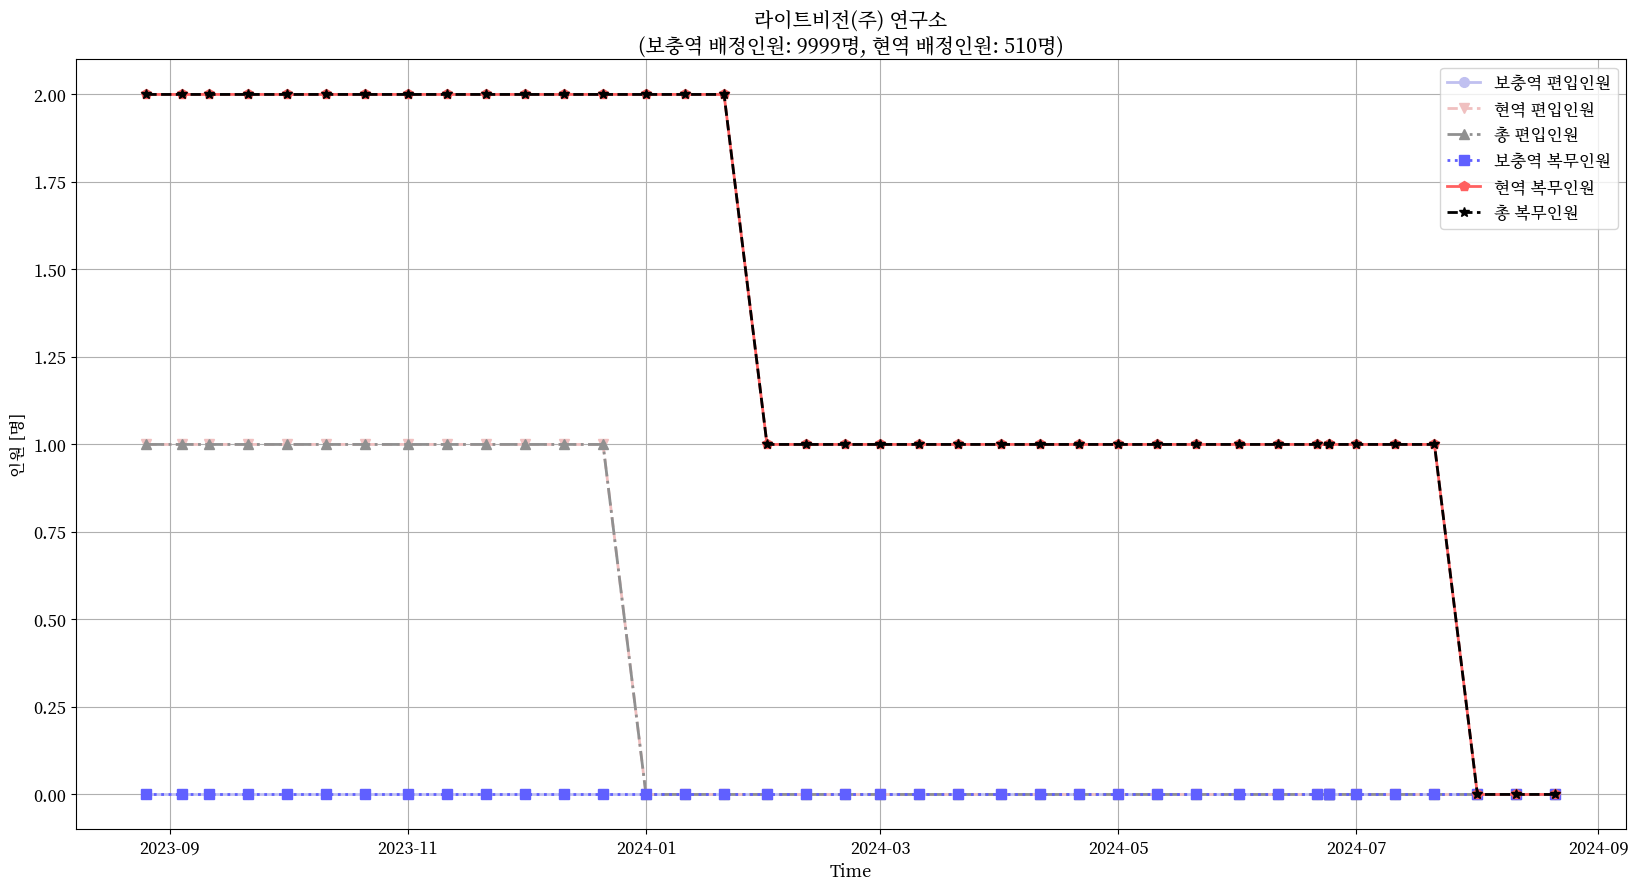 라이트비전(주) 연구소
(보충역 배정인원: 9999명, 현역 배정인원: 510명)
보충역 편입인원
현역 편입인원
총 편입인원
보충역 복무인원
현역 복무인원
총 복무인원
2.00
1.75
1.50
1.25
1.00
0.75
0.50
0.25
0.00
인원 [명]
2023-09 2023-11 2024-01 2024-03 2024-05 2024-07 2024-09
Time